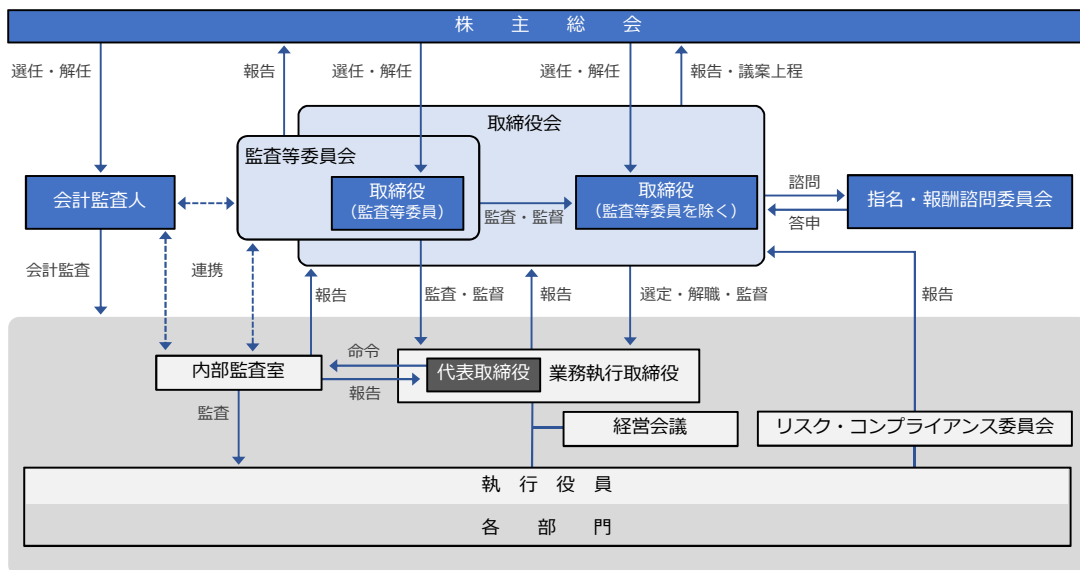 株 主 総 会
選任・解任
報告
選任・解任
選任・解任
報告・議案上程
取締役会
監査等委員会
会計監査人
取締役
（監査等委員）
監査・監督
取締役
（監査等委員を除く）
諮問
答申
指名・報酬諮問委員会
会計監査
連携
報告
監査・監督
報告
選定・解職・監督
報告
内部監査室
命令
報告
代表取締役
業務執行取締役
監査
経営会議
リスク・コンプライアンス委員会
執 行 役 員
各 部 門